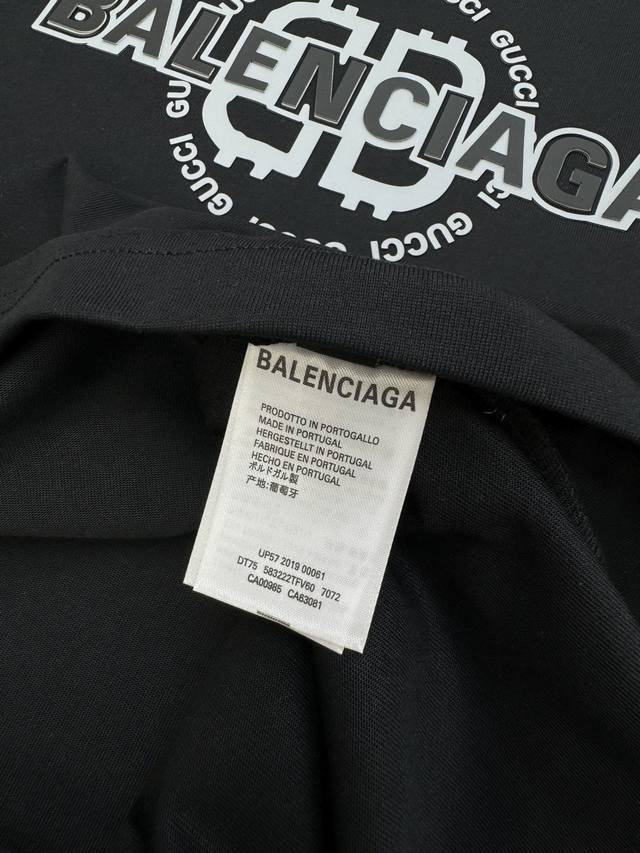 BALENCIAGA
GUCCI GUCCI GUCCI GUCCI
BALENCIAGA
PRODOTTO IN PORTOGALLO
MADE IN PORTUGAL
HERGESTELLT IN PORTUGAL
FABRIQUE EN PORTUGAL
HECHO EN PORTUGAL
ポルトガル製
产地:葡萄牙
UP57 2019 00061
DT75 583222TFV60 7072
CA00985 CA63081